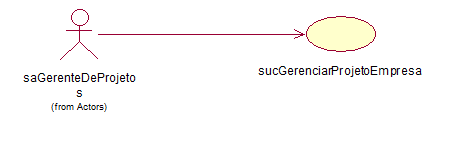 saGerenteDeProjeto
s
(from Actors)
sucGerenciarProjetoEmpresa